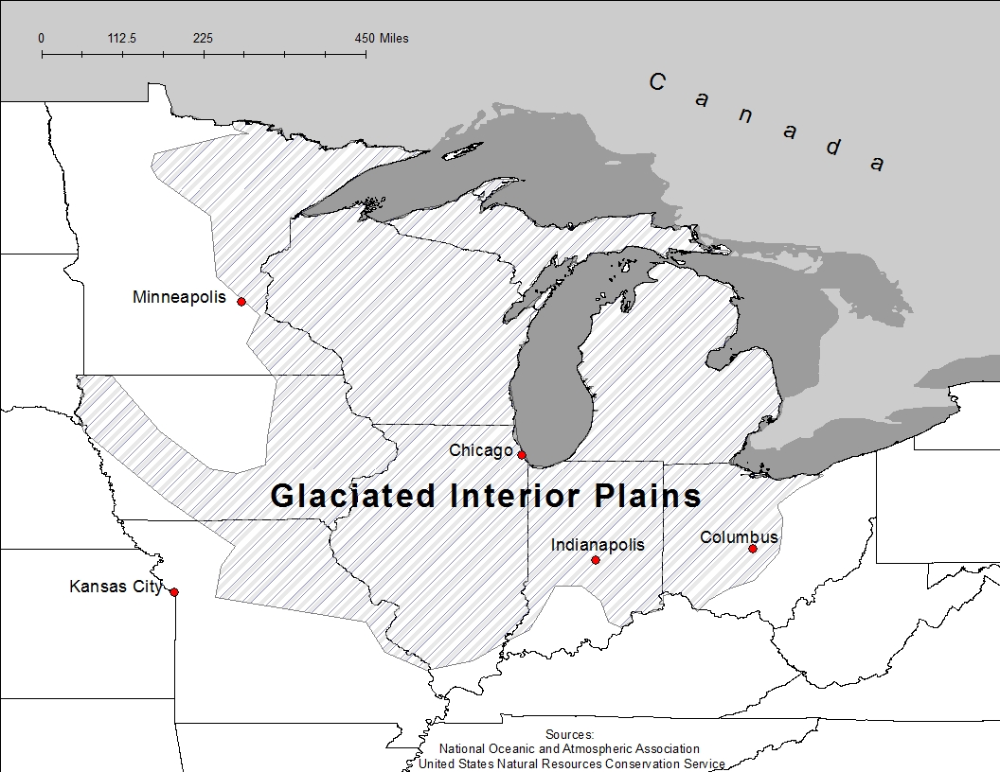 0 112.5 225 450 Miles
Canada
Minneapolis
Chicago
Glaciated Interior Plains
Columbus
Indianapolis
Kansas City
Sources:
National Oceanic and Atmospheric Association
United States Natural Resources Conservation Service